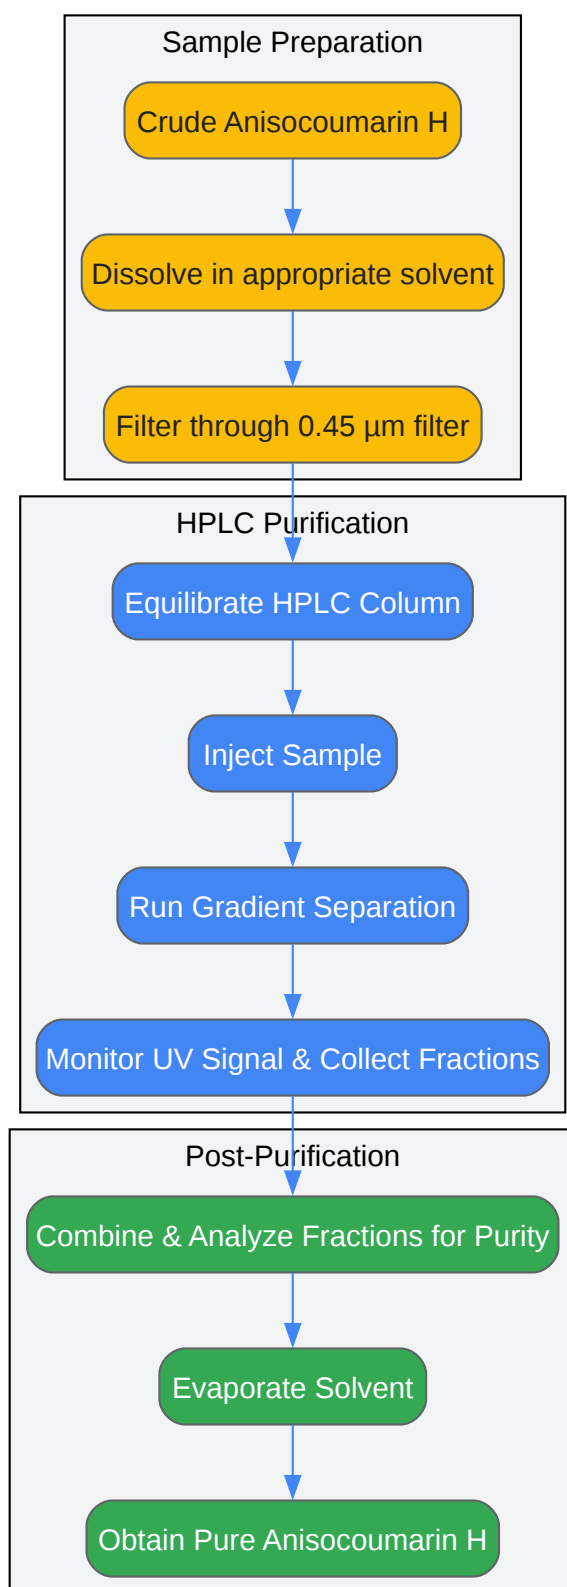 Sample Preparation
Crude Anisocoumarin H
Dissolve in appropriate solvent
Filter through 0.45 µm filter
HPLC Purification
Equilibrate HPLC Column
Inject Sample
Run Gradient Separation
Monitor UV Signal & Collect Fractions
Post-Purification
Combine & Analyze Fractions for Purity
Evaporate Solvent
Obtain Pure Anisocoumarin H